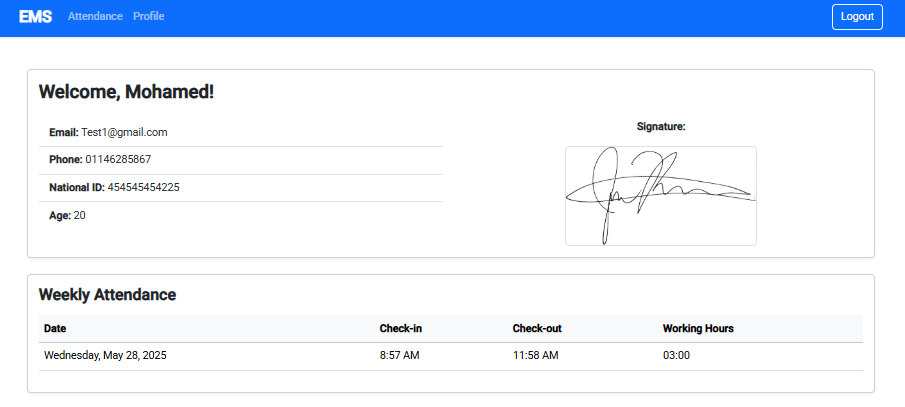 EMS Attendance Profile Logout
Welcome, Mohamed!
Email: Test1@gmail.com
Phone: 01146285867
National ID: 454545454225
Age: 20
Signature:
Weekly Attendance
Date Check-in Check-out Working Hours
Wednesday, May 28, 2025 8:57 AM 11:58 AM 03:00